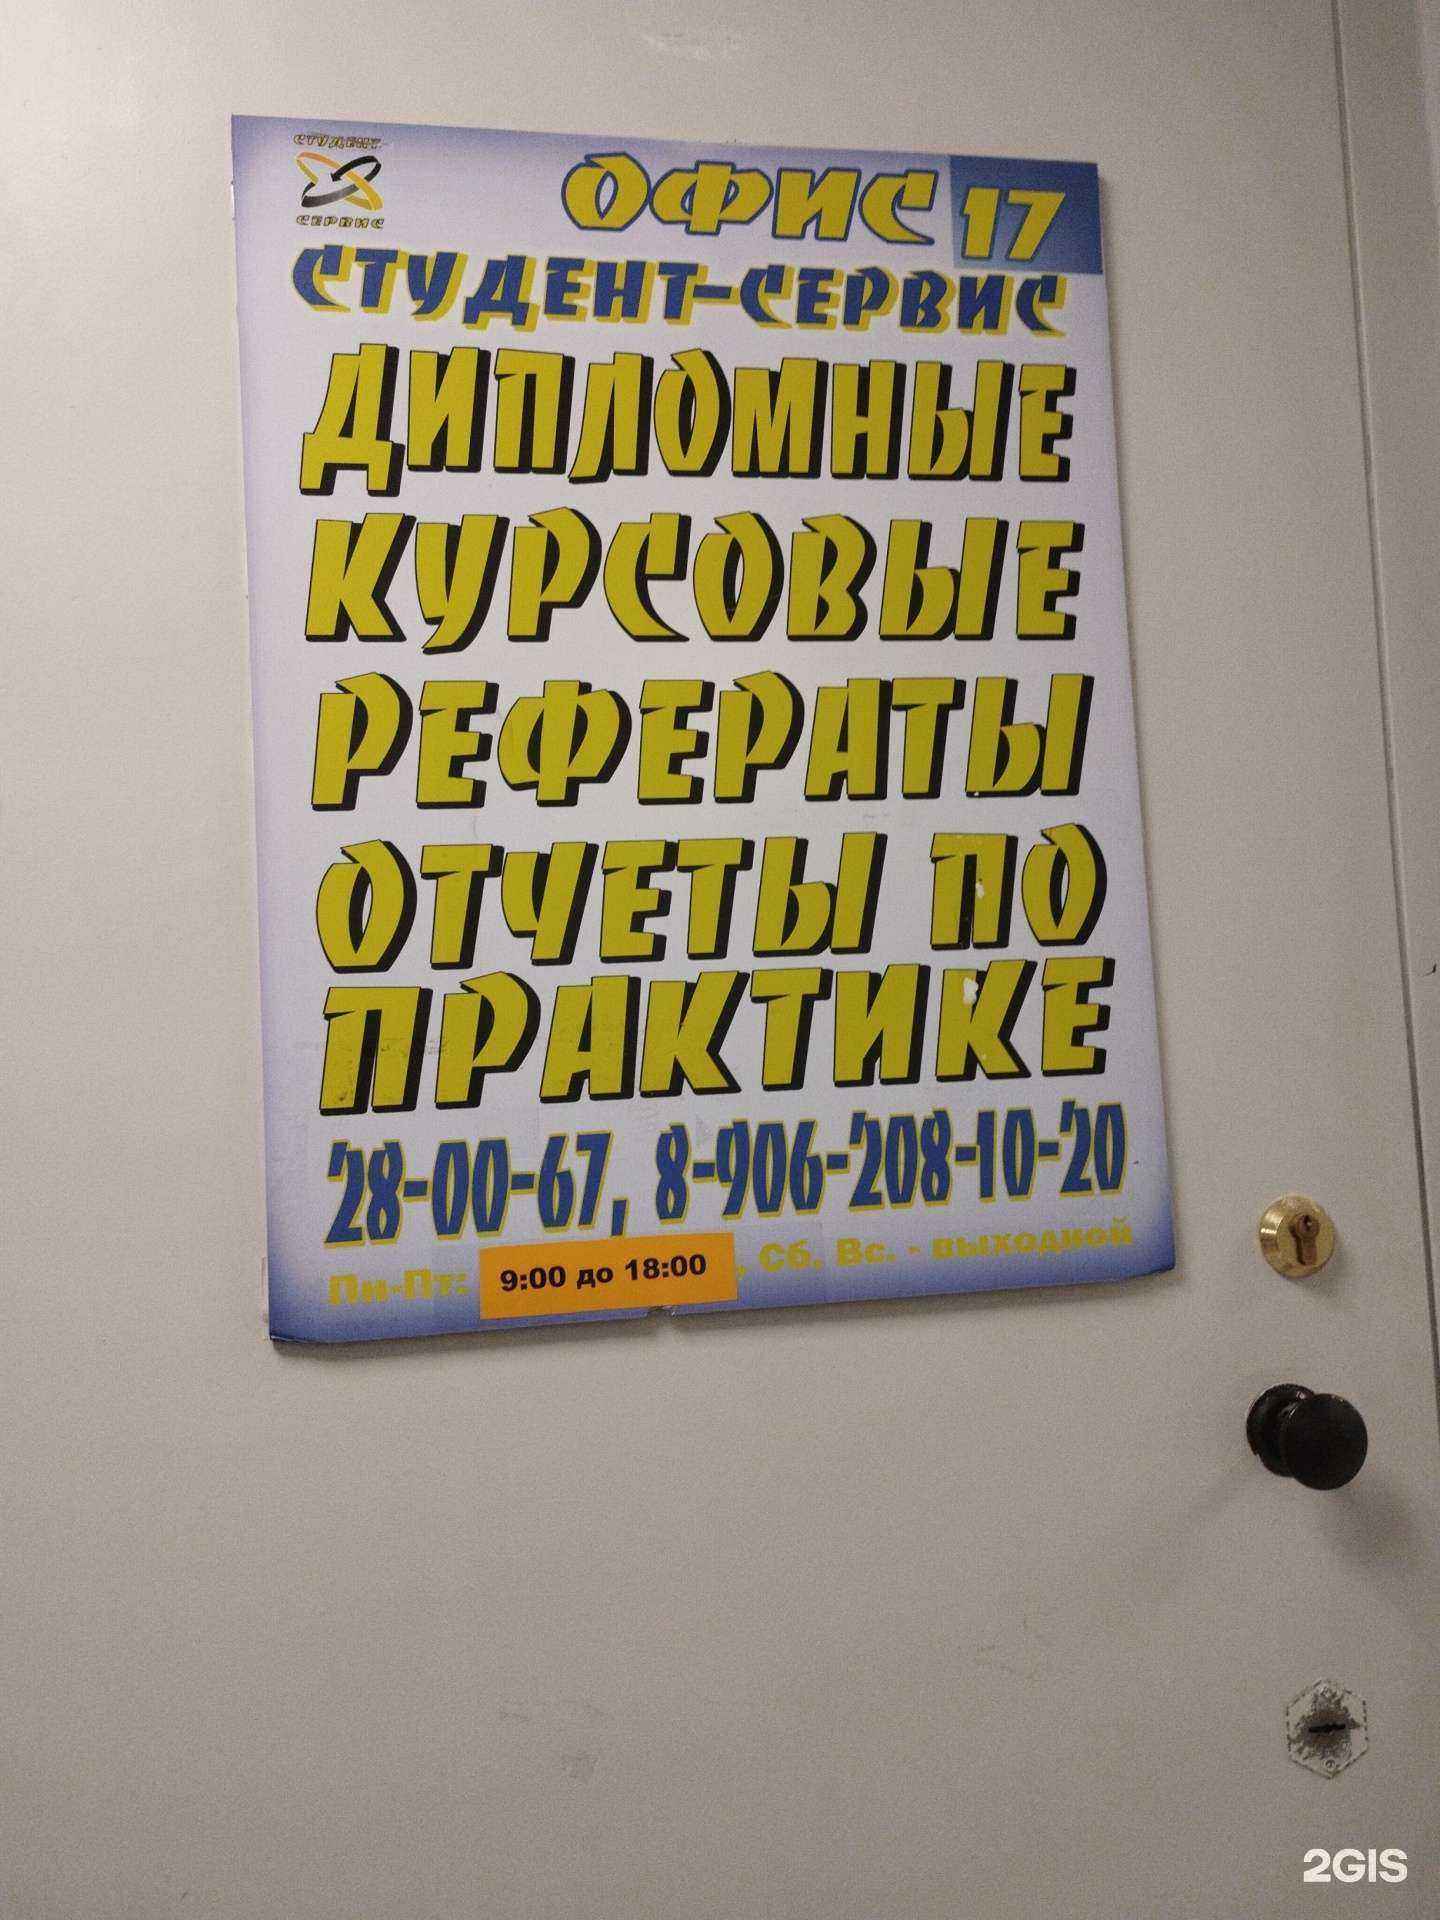 СТУДЕНТ
СЕРВИС
ОФИС 17
СТУДЕНТ-СЕРВИС
ДИПЛОМНЫЕ
КУРСОВЫЕ
РЕФЕРАТЫ
ОТЧЕТЫ ПО
ПРАКТИКЕ
28-00-67, 8-906-208-10-20
Пн-Пт: 9:00 до 18:00, Сб. Вс. - выходной
2GIS